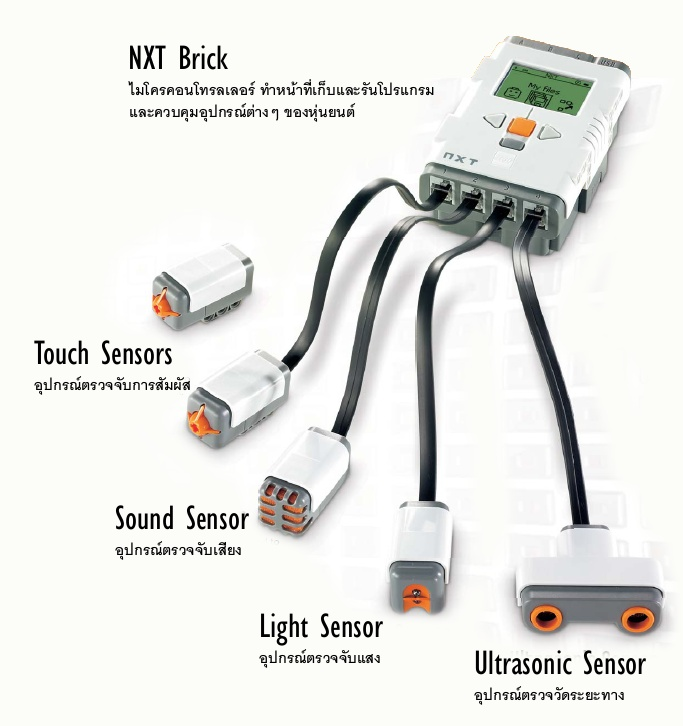 NXT Brick
ไมโครคอนโทรลเลอร์ ทำหน้าที่เก็บและรันโปรแกรม
และควบคุมอุปกรณ์ต่างๆ ของหุ่นยนต์
My files
NXT
Touch Sensors
อุปกรณ์ตรวจจับการสัมผัส
Sound Sensor
อุปกรณ์ตรวจจับเสียง
Light Sensor
อุปกรณ์ตรวจจับแสง
Ultrasonic Sensor
อุปกรณ์ตรวจวัดระยะทาง